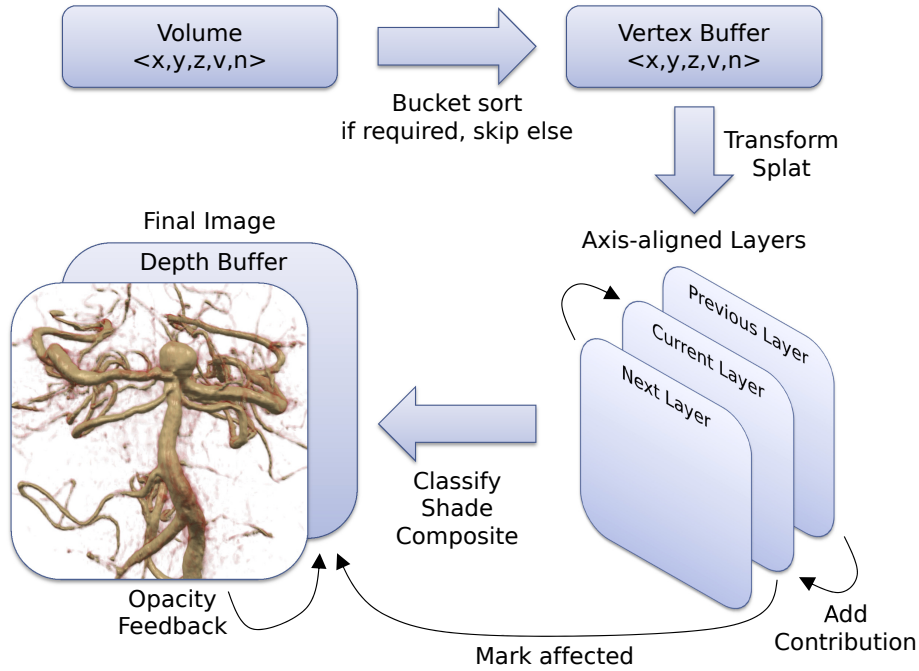 Volume
<x,y,z,v,n>
Bucket sort
if required, skip else
Vertex Buffer
<x,y,z,v,n>
Transform
Splat
Axis-aligned Layers
Previous Layer
Current Layer
Next Layer
Add
Contribution
Mark affected
Classify
Shade
Composite
Final Image
Depth Buffer
Opacity
Feedback